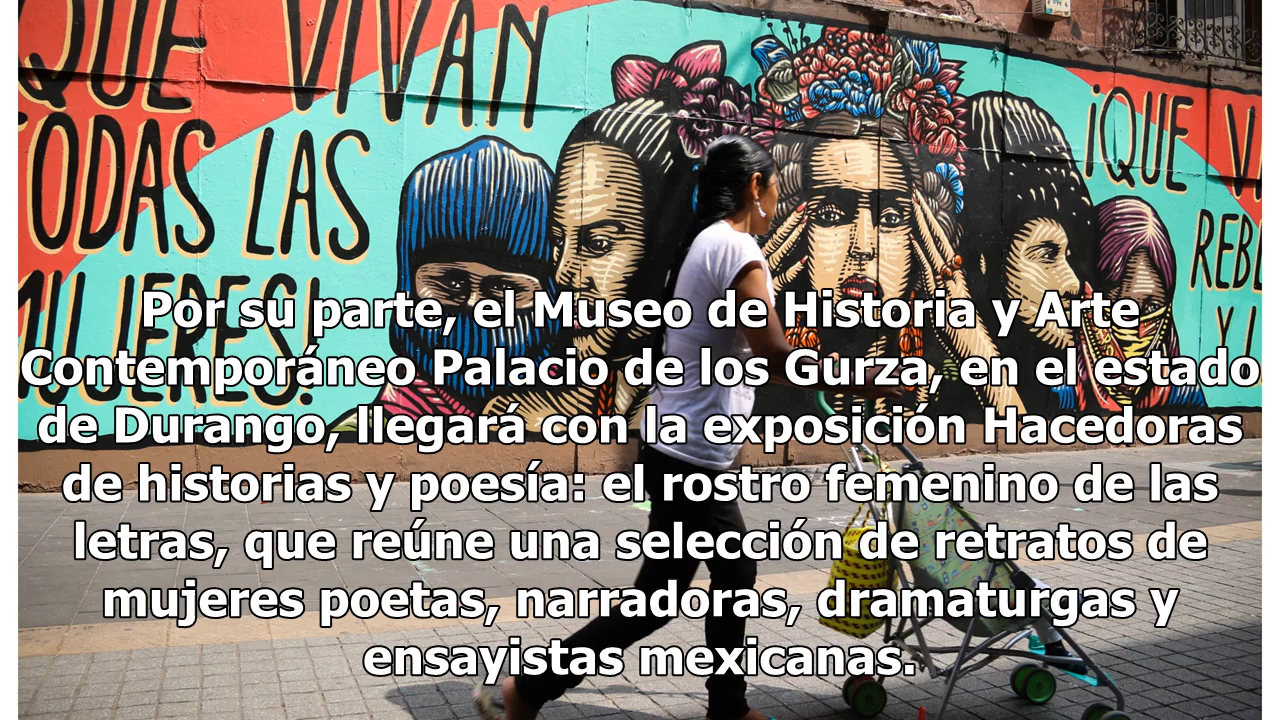 ¡QUE VIVAN
TODAS LAS
MUJERES!
¡QUE
Por su parte, el Museo de Historia y Arte
Contemporáneo Palacio de los Gurza, en el estado
de Durango, llegará con la exposición Hacedoras
de historias y poesía: el rostro femenino de las
letras, que reúne una selección de retratos de
mujeres poetas, narradoras, dramaturgas y
ensayistas mexicanas.